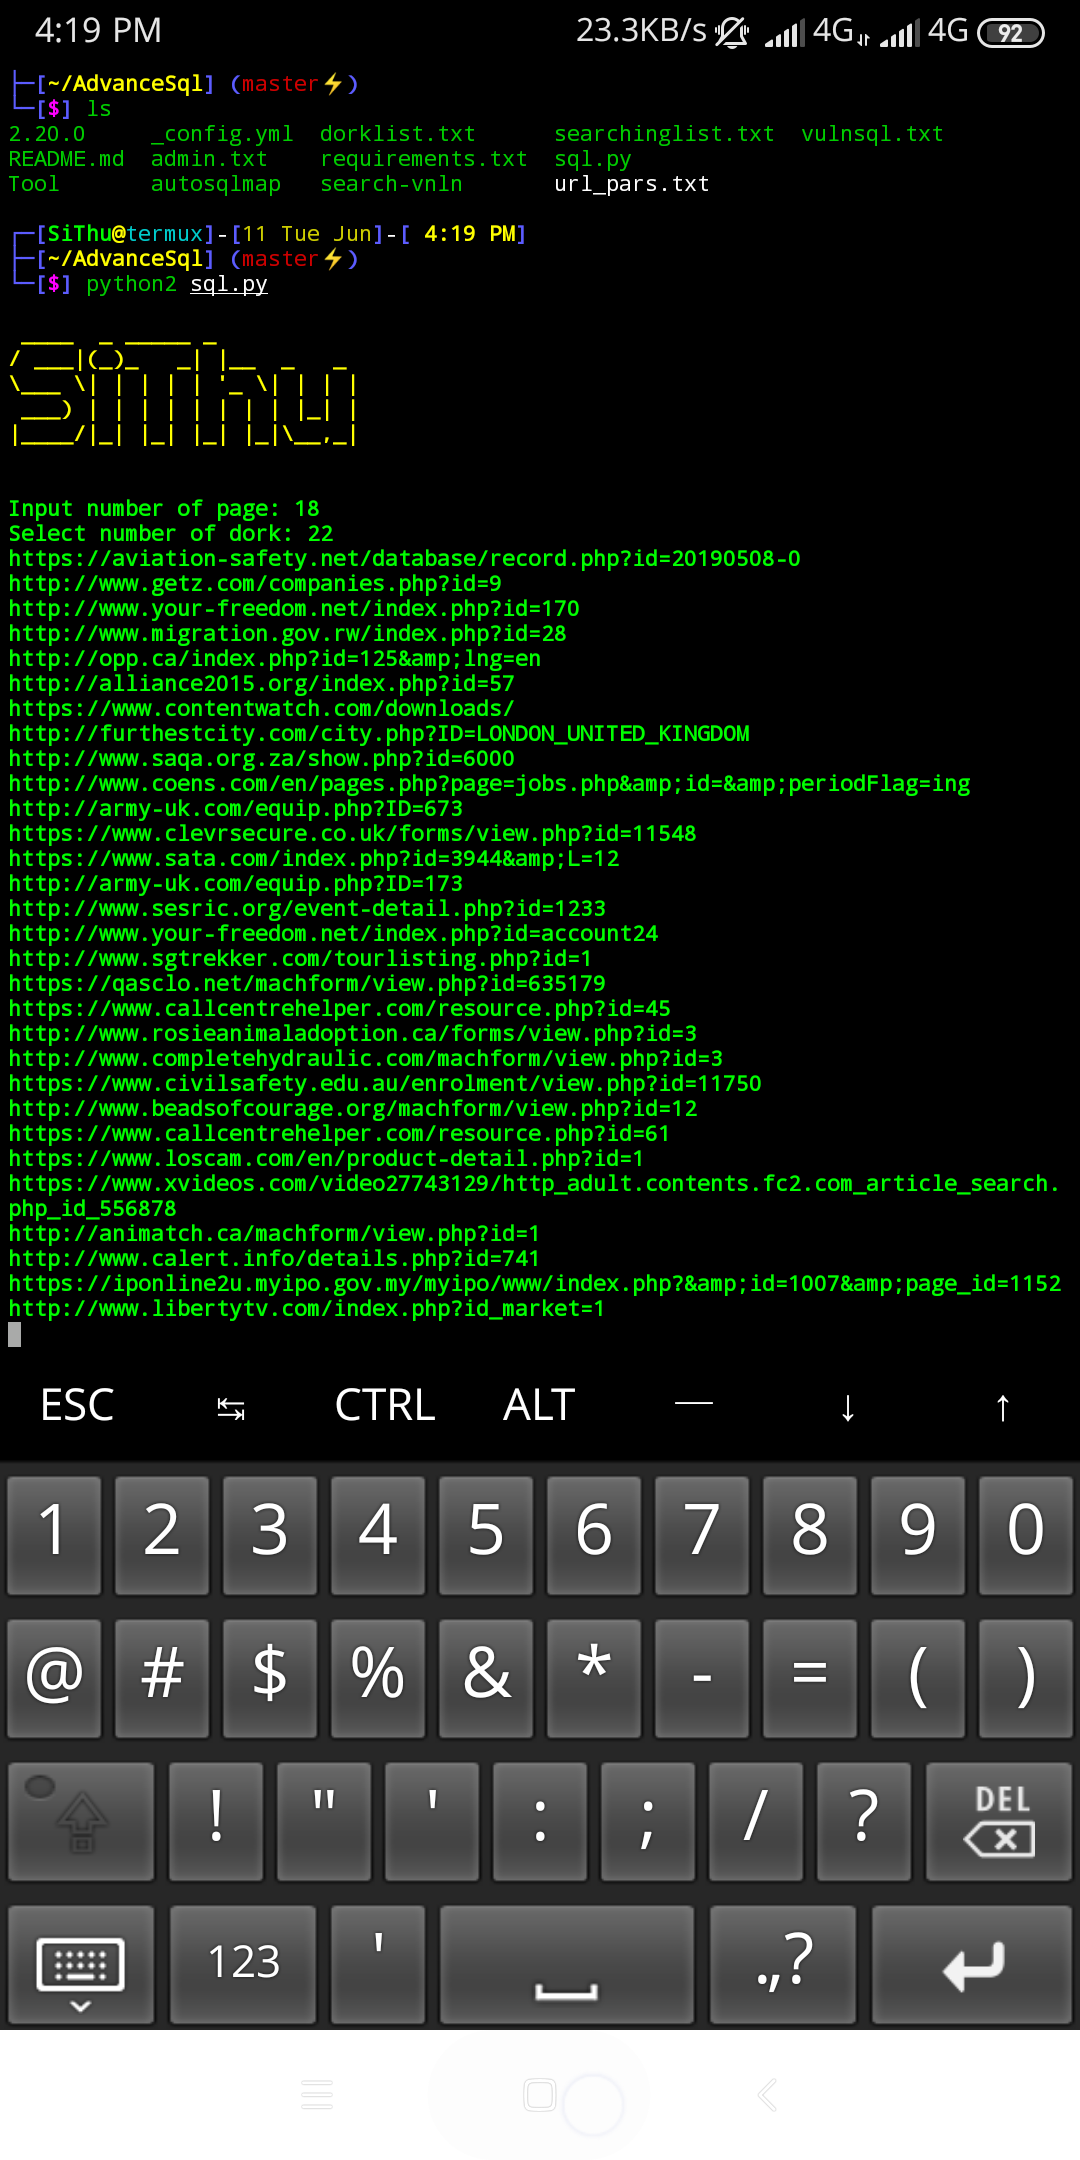 4:19 PM 23.3KB/s 4G 4G 92
├─[~/AdvanceSql] (master⚡)
└─[$] ls
2.20.0 _config.yml dorklist.txt searchinglist.txt vulnsql.txt
README.md admin.txt requirements.txt sql.py
Tool autosqlmap search-vnln url_pars.txt
┌─[SiThu@termux]-[11 Tue Jun]-[ 4:19 PM]
├─[~/AdvanceSql] (master⚡)
└─[$] python2 sql.py
SiThu
Input number of page: 18
Select number of dork: 22
https://aviation-safety.net/database/record.php?id=20190508-0
http://www.getz.com/companies.php?id=9
http://www.your-freedom.net/index.php?id=170
http://www.migration.gov.rw/index.php?id=28
http://opp.ca/index.php?id=125&amp;lng=en
http://alliance2015.org/index.php?id=57
https://www.contentwatch.com/downloads/
http://furthestcity.com/city.php?ID=LONDON_UNITED_KINGDOM
http://www.saqa.org.za/show.php?id=6000
http://www.coens.com/en/pages.php?page=jobs.php&amp;id=&amp;periodFlag=ing
http://army-uk.com/equip.php?ID=673
https://www.clevrsecure.co.uk/forms/view.php?id=11548
https://www.sata.com/index.php?id=3944&amp;L=12
http://army-uk.com/equip.php?ID=173
http://www.sesric.org/event-detail.php?id=1233
http://www.your-freedom.net/index.php?id=account24
http://www.sgtrekker.com/tourlisting.php?id=1
https://qasclo.net/machform/view.php?id=635179
https://www.callcentrehelper.com/resource.php?id=45
http://www.rosieanimaladoption.ca/forms/view.php?id=3
http://www.completehydraulic.com/machform/view.php?id=3
https://www.civilsafety.edu.au/enrolment/view.php?id=11750
http://www.beadsofcourage.org/machform/view.php?id=12
https://www.callcentrehelper.com/resource.php?id=61
https://www.loscam.com/en/product-detail.php?id=1
https://www.xvideos.com/video27743129/http_adult.contents.fc2.com_article_search.
php_id_556878
http://animatch.ca/machform/view.php?id=1
http://www.calert.info/details.php?id=741
https://iponline2u.myipo.gov.my/myipo/www/index.php?&amp;id=1007&amp;page_id=1152
http://www.libertytv.com/index.php?id_market=1
ESC ↹ CTRL ALT — ↓ ↑
1 2 3 4 5 6 7 8 9 0
@ # $ % & * - = ( )
! " ' : ; / ? DEL
123 ' .,?